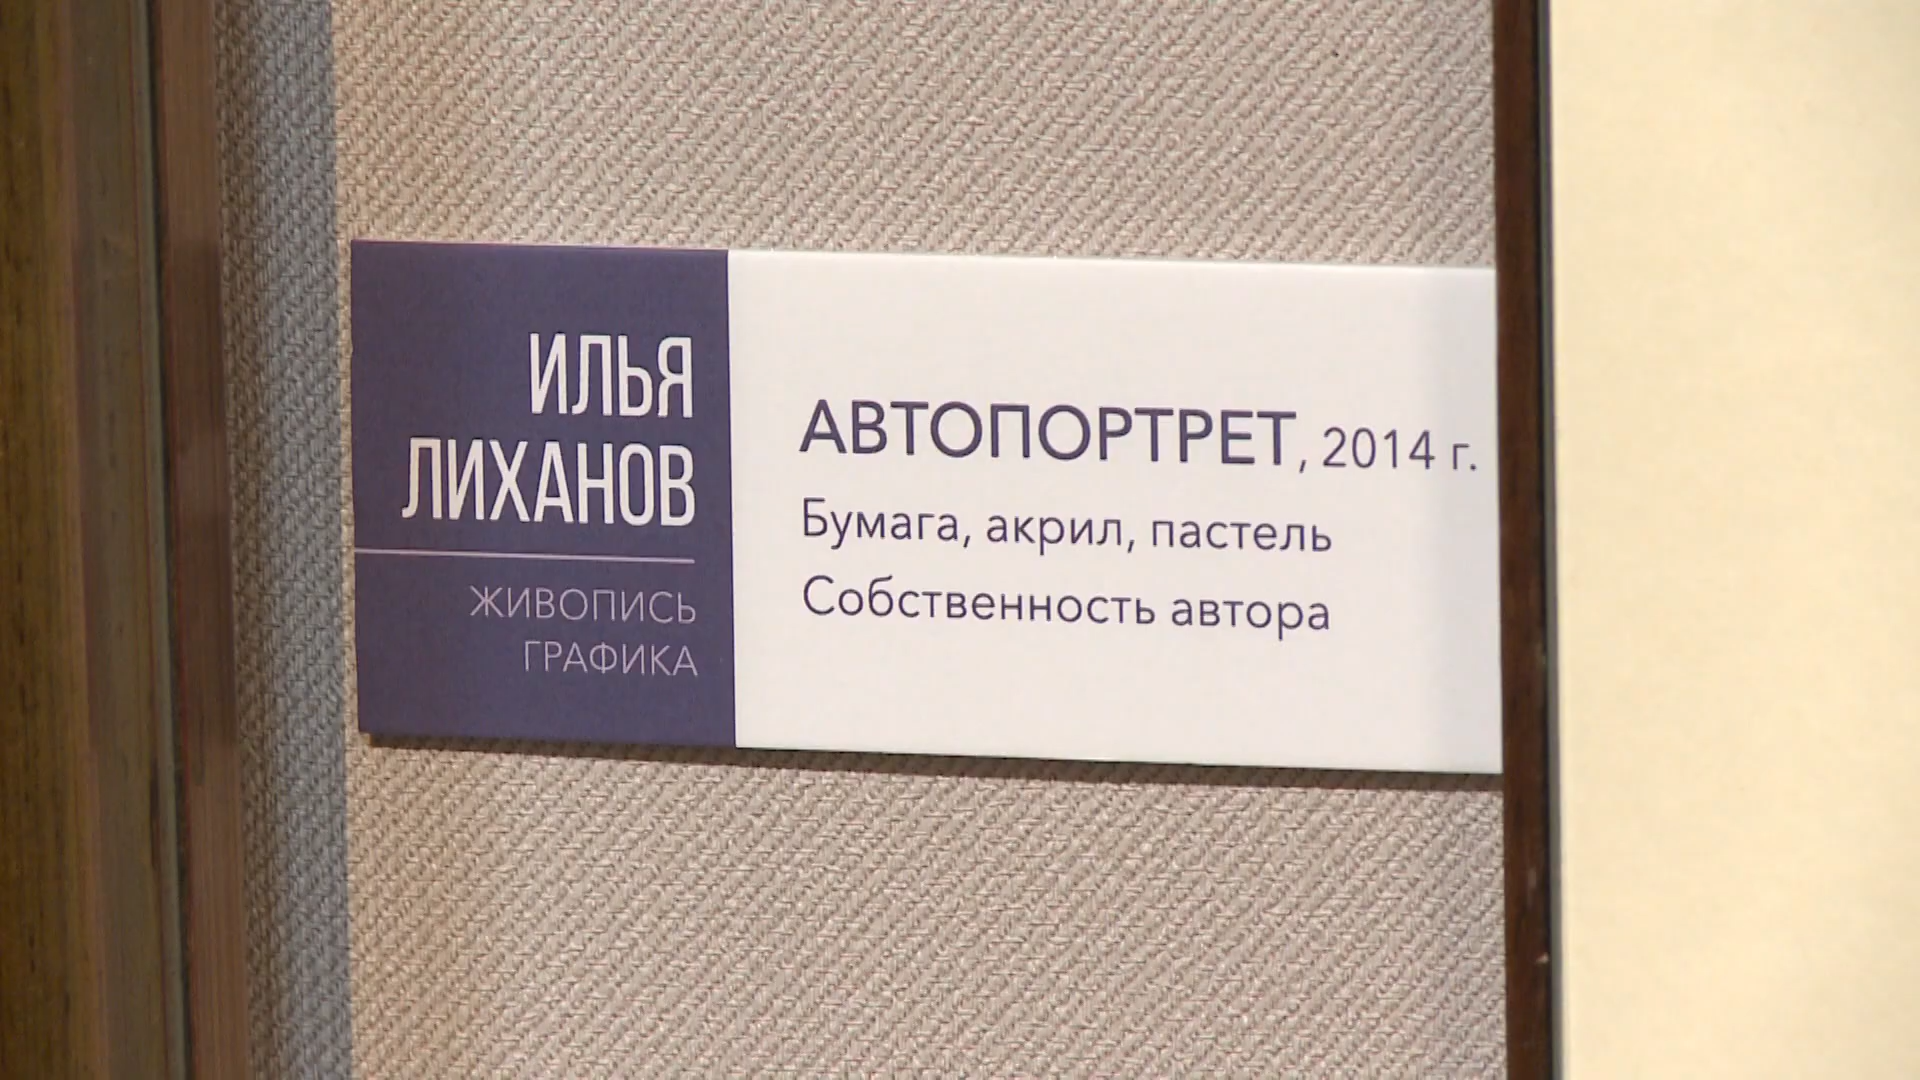 ИЛЬЯ
ЛИХАНОВ
ЖИВОПИСЬ
ГРАФИКА
АВТОПОРТРЕТ, 2014 г.
Бумага, акрил, пастель
Собственность автора